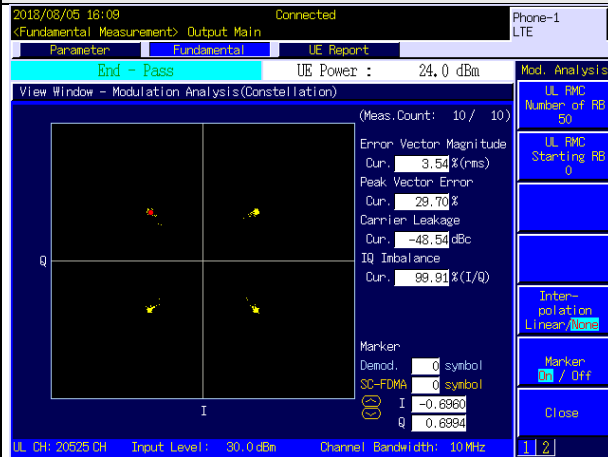 2018/08/05 16:09 Connected Phone-1
<Fundamental Measurement> Output Main LTE
Parameter Fundamental UE Report
End - Pass UE Power : 24.0 dBm Mod. Analysis
View Window - Modulation Analysis(Constellation)
UL RMC
Number of RB
50
(Meas.Count: 10/ 10)
Error Vector Magnitude
Cur. 3.54 %(rms)
Peak Vector Error
Cur. 29.70 %
Carrier Leakage
Cur. -48.54 dBc
IQ Imbalance
Cur. 99.91 %(I/Q)
UL RMC
Starting RB
0
Q
I
Inter-
polation
Linear/None
Marker
Demod. 0 symbol
SC-FDMA 0 symbol
I -0.6960
Q 0.6994
Marker
On / Off
Close
UL CH: 20525 CH Input Level: 30.0 dBm Channel Bandwidth: 10 MHz
1 2